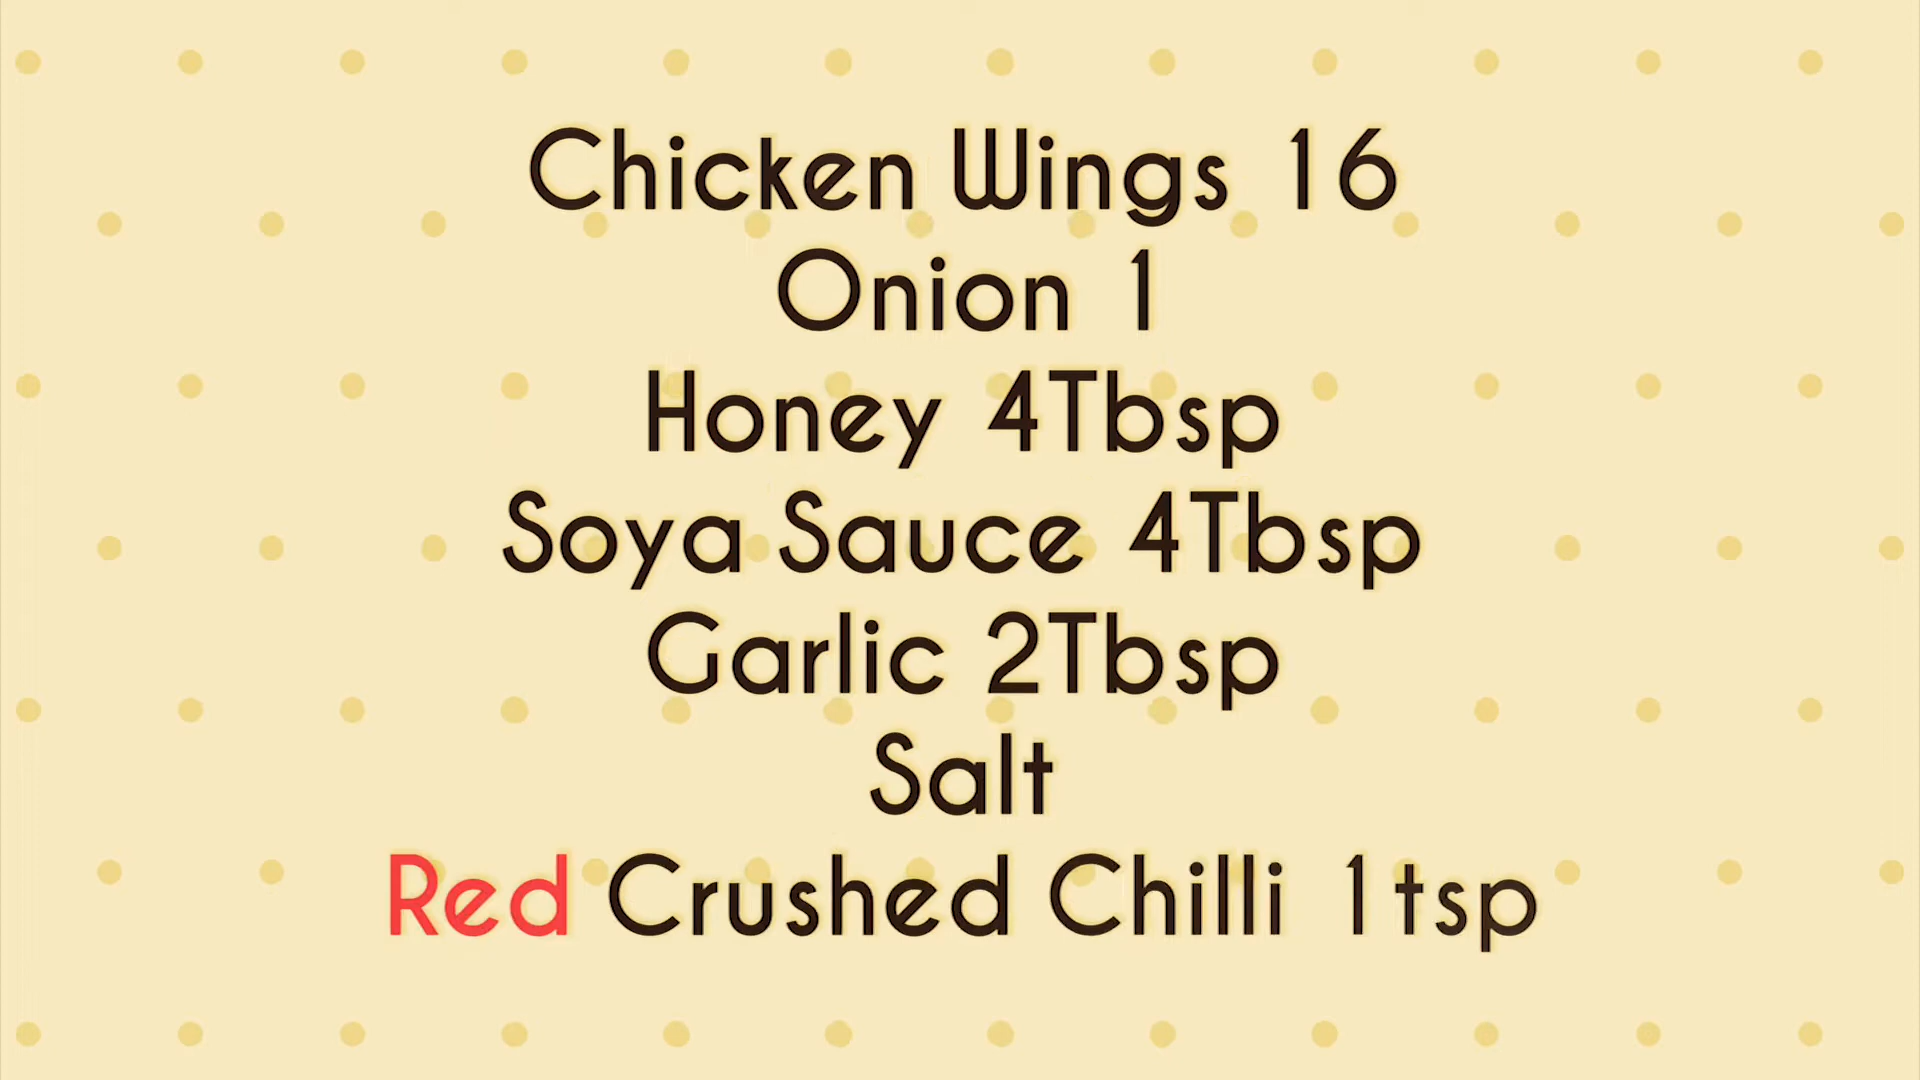 Chicken Wings 16
Onion 1
Honey 4Tbsp
Soya Sauce 4Tbsp
Garlic 2Tbsp
Salt
Red Crushed Chilli 1tsp